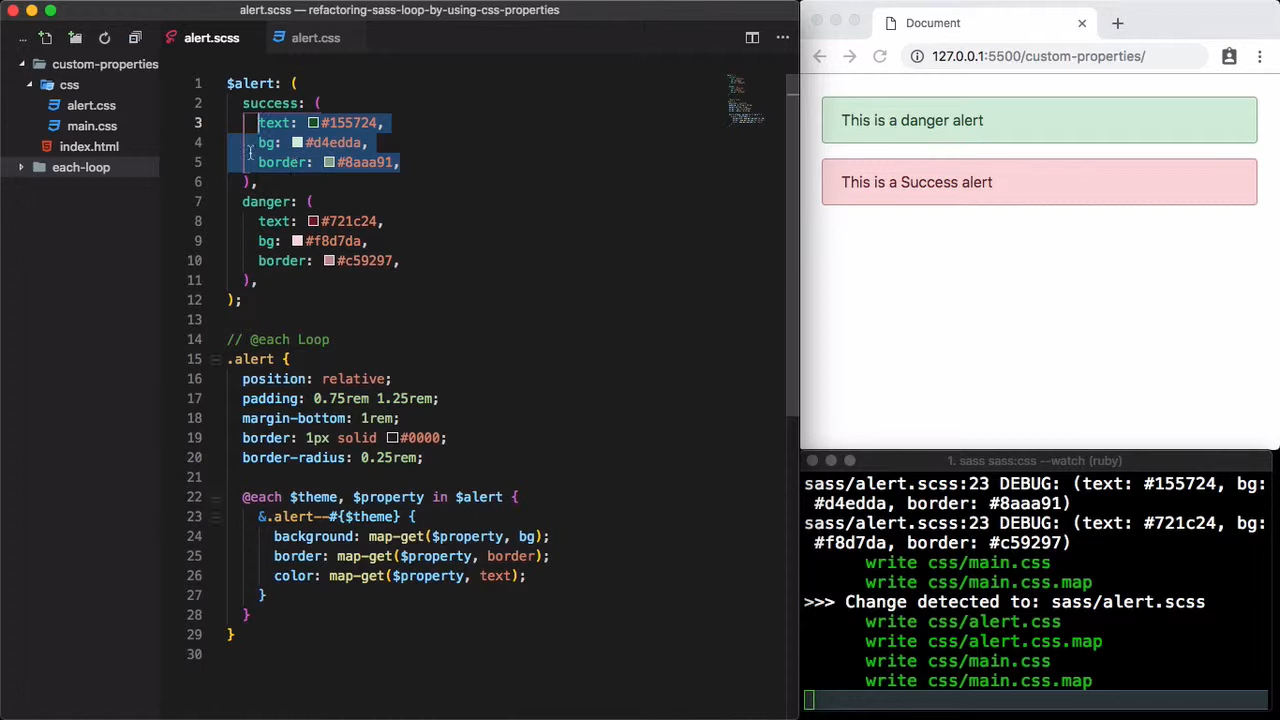 alert.scss — refactoring-sass-loop-by-using-css-properties
...
alert.scss
alert.css
custom-properties
css
alert.css
main.css
index.html
each-loop
1 $alert: (
2 success: (
3 text: #155724,
4 bg: #d4edda,
5 border: #8aaa91,
6 ),
7 danger: (
8 text: #721c24,
9 bg: #f8d7da,
10 border: #c59297,
11 ),
12 );
13
14 // @each Loop
15 .alert {
16 position: relative;
17 padding: 0.75rem 1.25rem;
18 margin-bottom: 1rem;
19 border: 1px solid #0000;
20 border-radius: 0.25rem;
21
22 @each $theme, $property in $alert {
23 &.alert--#{$theme} {
24 background: map-get($property, bg);
25 border: map-get($property, border);
26 color: map-get($property, text);
27 }
28 }
29 }
30
Document
127.0.0.1:5500/custom-properties/
This is a danger alert
This is a Success alert
1. sass sass:css --watch (ruby)
sass/alert.scss:23 DEBUG: (text: #155724, bg:
#d4edda, border: #8aaa91)
sass/alert.scss:23 DEBUG: (text: #721c24, bg:
#f8d7da, border: #c59297)
write css/main.css
write css/main.css.map
>>> Change detected to: sass/alert.scss
write css/alert.css
write css/alert.css.map
write css/main.css
write css/main.css.map